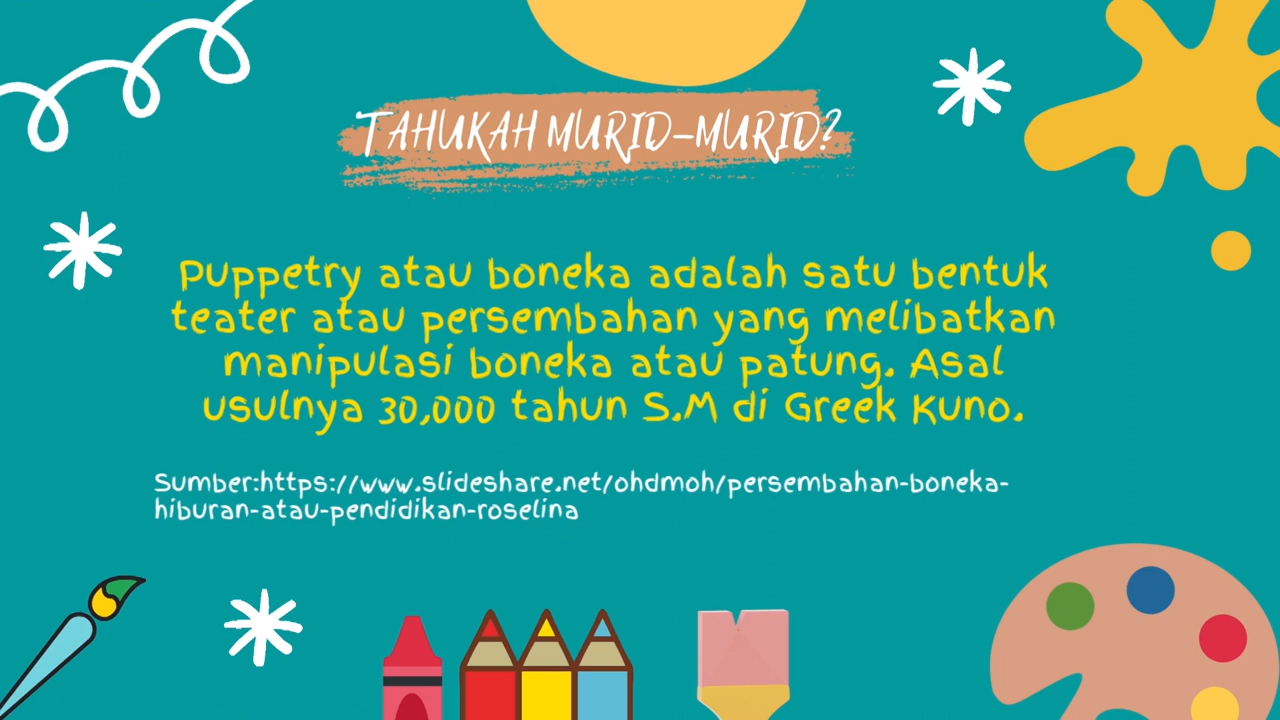 TAHUKAH MURID-MURID?
Puppetry atau boneka adalah satu bentuk
teater atau persembahan yang melibatkan
manipulasi boneka atau patung. Asal
usulnya 30,000 tahun S.M di Greek Kuno.
Sumber:https://www.slideshare.net/ohdmoh/persembahan-boneka-
hiburan-atau-pendidikan-roselina